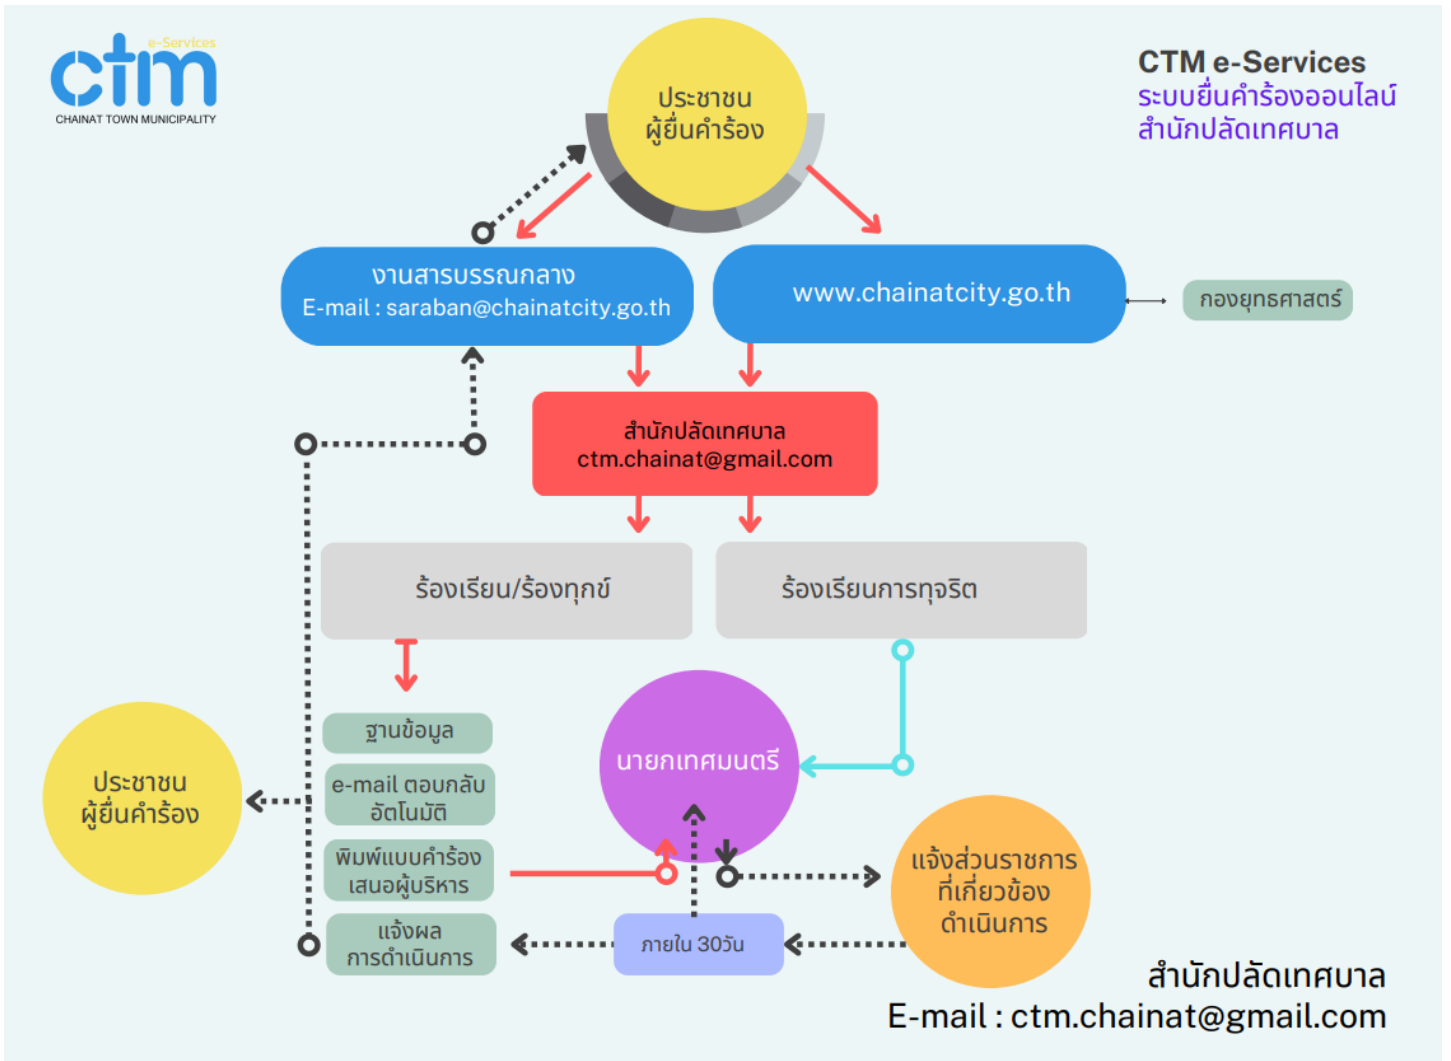 e-Services
ctm
CHAINAT TOWN MUNICIPALITY
CTM e-Services
ระบบยื่นคำร้องออนไลน์
สำนักปลัดเทศบาล
ประชาชน
ผู้ยื่นคำร้อง
งานสารบรรณกลาง
E-mail : saraban@chainatcity.go.th
www.chainatcity.go.th
กองยุทธศาสตร์
สำนักปลัดเทศบาล
ctm.chainat@gmail.com
ร้องเรียน/ร้องทุกข์
ร้องเรียนการทุจริต
ฐานข้อมูล
e-mail ตอบกลับ
อัตโนมัติ
พิมพ์แบบคำร้อง
เสนอผู้บริหาร
แจ้งผล
การดำเนินการ
ประชาชน
ผู้ยื่นคำร้อง
นายกเทศมนตรี
ภายใน 30วัน
แจ้งส่วนราชการ
ที่เกี่ยวข้อง
ดำเนินการ
สำนักปลัดเทศบาล
E-mail : ctm.chainat@gmail.com